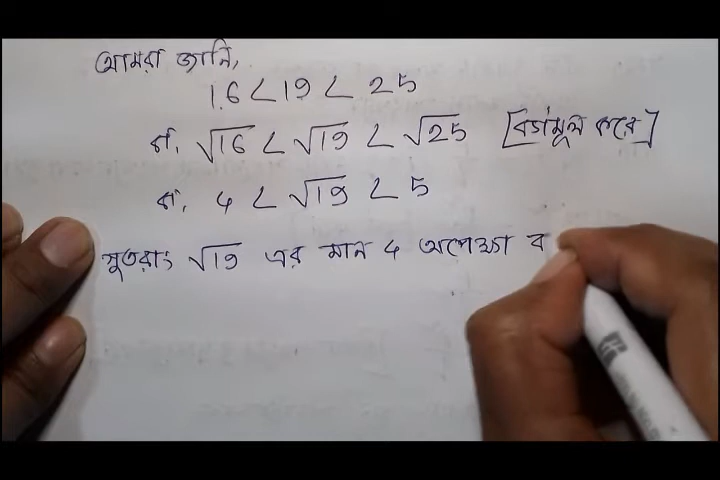 আমরা জানি,
16 < 19 < 25
বা, √16 < √19 < √25 [বর্গমূল করে]
বা, 4 < √19 < 5
সুতরাং √19 এর মান 4 অপেক্ষা ব